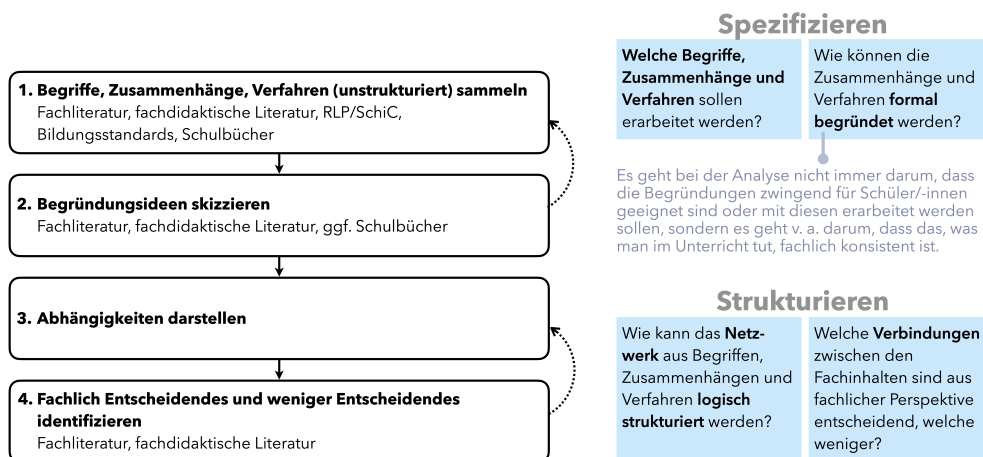 1. Begriffe, Zusammenhänge, Verfahren (unstrukturiert) sammeln
Fachliteratur, fachdidaktische Literatur, RLP/SchiC,
Bildungsstandards, Schulbücher
2. Begründungsideen skizzieren
Fachliteratur, fachdidaktische Literatur, ggf. Schulbücher
3. Abhängigkeiten darstellen
4. Fachlich Entscheidendes und weniger Entscheidendes
identifizieren
Fachliteratur, fachdidaktische Literatur
Spezifizieren
Welche Begriffe,
Zusammenhänge und
Verfahren sollen
erarbeitet werden?
Wie können die
Zusammenhänge und
Verfahren formal
begründet werden?
Es geht bei der Analyse nicht immer darum, dass
die Begründungen zwingend für Schüler/-innen
geeignet sind oder mit diesen erarbeitet werden
sollen, sondern es geht v. a. darum, dass das, was
man im Unterricht tut, fachlich konsistent ist.
Strukturieren
Wie kann das Netz-
werk aus Begriffen,
Zusammenhängen und
Verfahren logisch
strukturiert werden?
Welche Verbindungen
zwischen den
Fachinhalten sind aus
fachlicher Perspektive
entscheidend, welche
weniger?